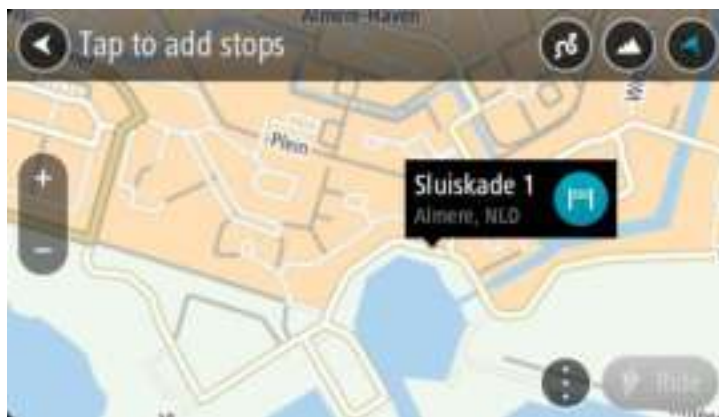 Almere-Haven
Tap to add stops
Plein
Sluiskade 1
Almere, NLD
Ride